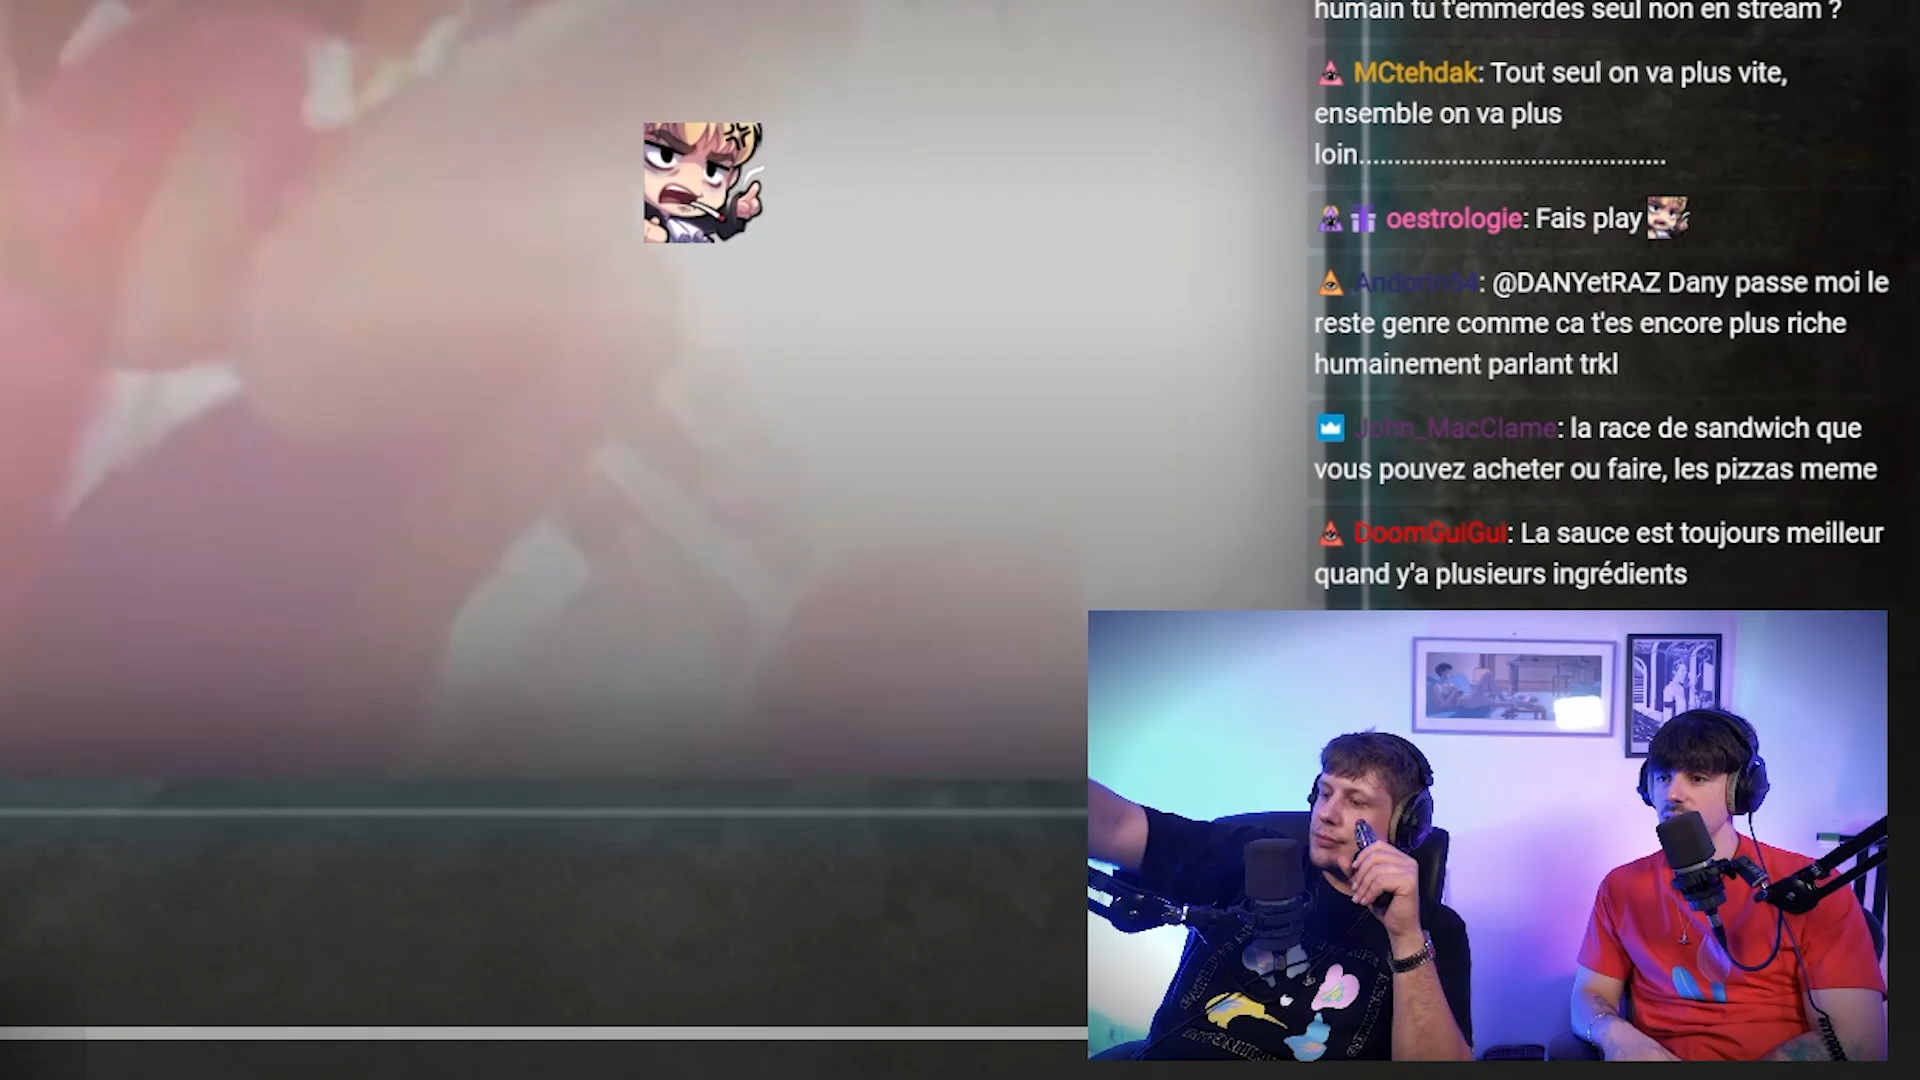 humain tu t'emmerdes seul non en stream ?
MCtehdak: Tout seul on va plus vite,
ensemble on va plus
loin............................................
oestrologie: Fais play
Andorin54: @DANYetRAZ Dany passe moi le
reste genre comme ca t'es encore plus riche
humainement parlant trkl
John_MacClame: la race de sandwich que
vous pouvez acheter ou faire, les pizzas meme
DoomGuiGui: La sauce est toujours meilleur
quand y'a plusieurs ingrédients